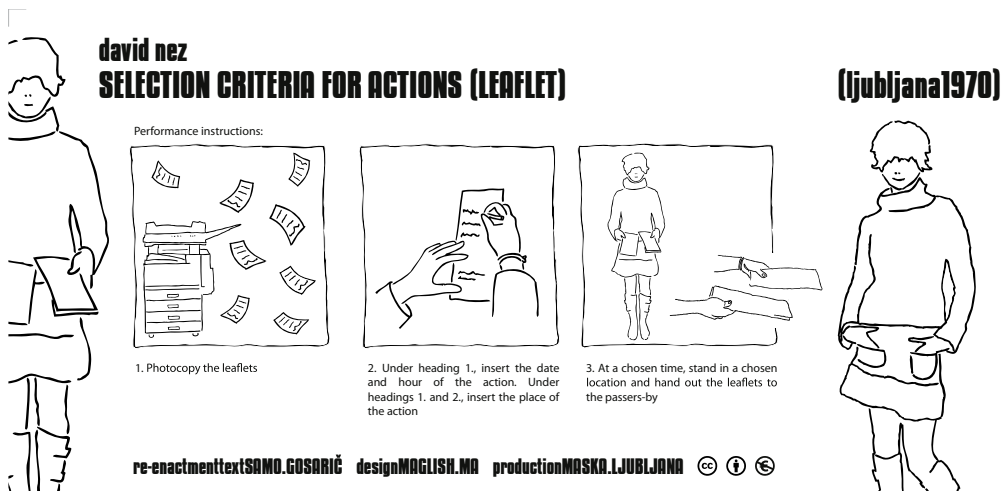 david nez
SELECTION CRITERIA FOR ACTIONS (LEAFLET)
(ljubljana1970)
Performance instructions:
1. Photocopy the leaflets
2. Under heading 1., insert the date
and hour of the action. Under
headings 1. and 2., insert the place of
the action
3. At a chosen time, stand in a chosen
location and hand out the leaflets to
the passers-by
re-enactmenttextSAMO.GOSARIČ designMAGLISH.MA productionMASKA.LJUBLJANA cc